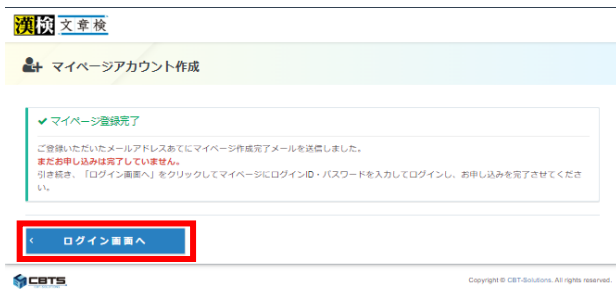 漢検 文章検
マイページアカウント作成
マイページ登録完了
ご登録いただいたメールアドレスあてにマイページ作成完了メールを送信しました。
まだお申し込みは完了していません。
引き続き、「ログイン画面へ」をクリックしてマイページにログインID・パスワードを入力してログインし、お申し込みを完了させてくださ
い。
ログイン画面へ
CBTS
Copyright © CBT-Solutions. All rights reserved.